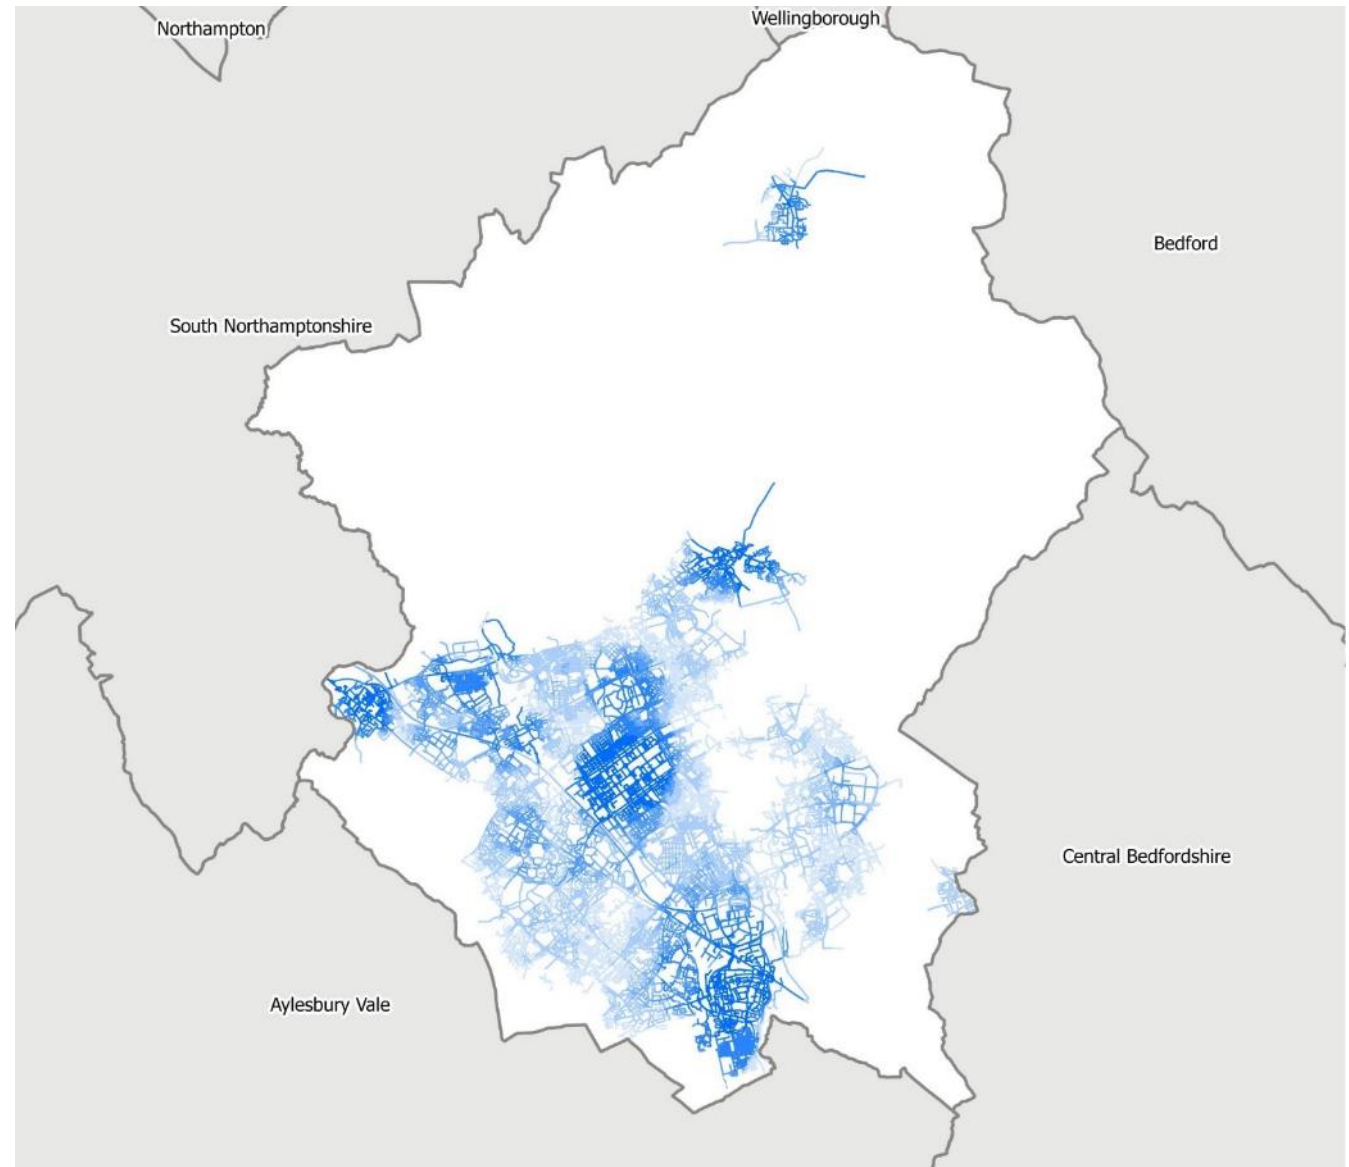 Wellingborough
Northampton
Bedford
South Northamptonshire
Central Bedfordshire
Aylesbury Vale